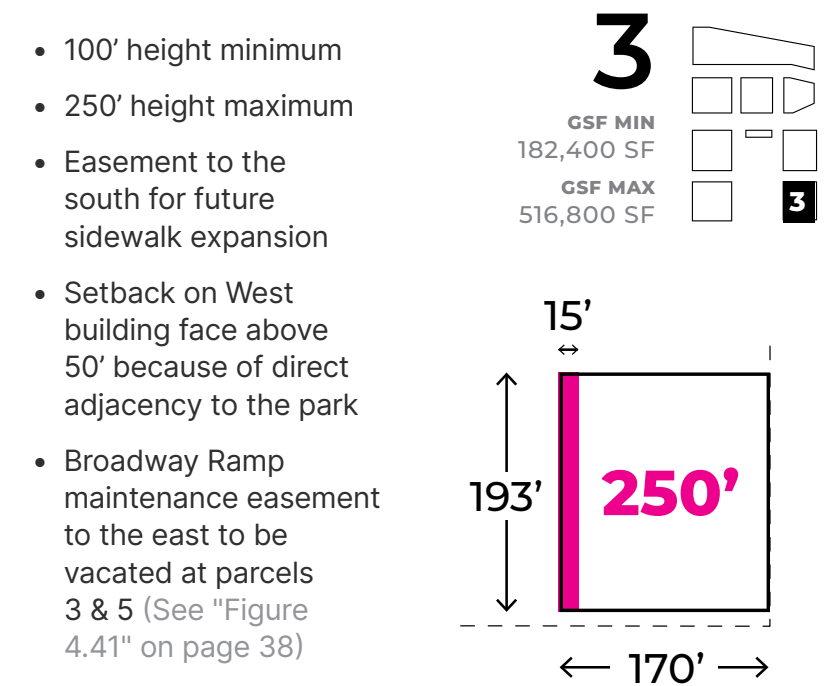 • 100’ height minimum
• 250’ height maximum
• Easement to the
south for future
sidewalk expansion
• Setback on West
building face above
50’ because of direct
adjacency to the park
• Broadway Ramp
maintenance easement
to the east to be
vacated at parcels
3 & 5 (See "Figure
4.41" on page 38)
3
GSF MIN
182,400 SF
GSF MAX
516,800 SF
3
15’
193’
250’
170’